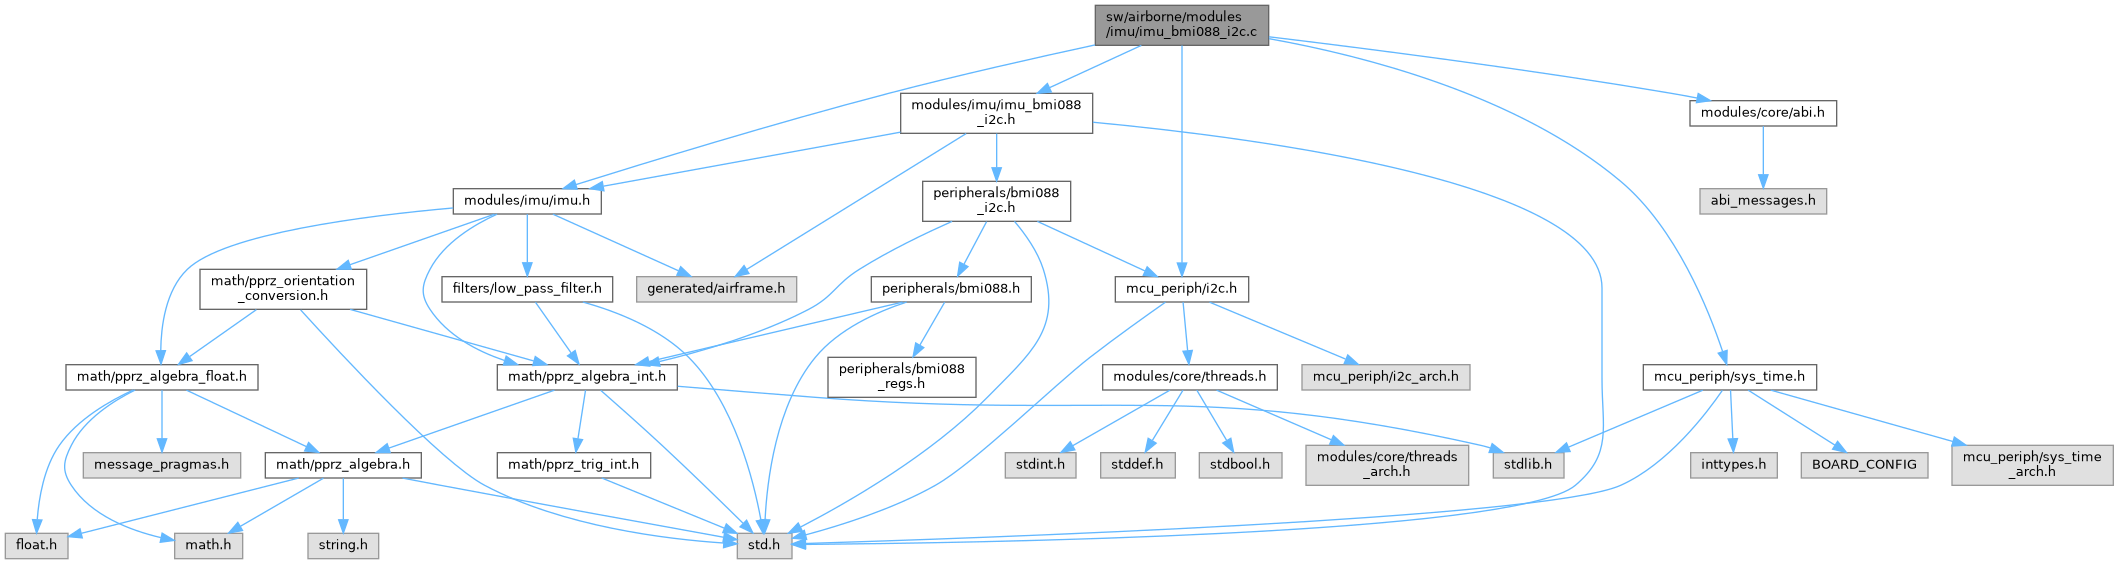 sw/airborne/modules
/imu/imu_bmi088_i2c.c
modules/imu/imu_bmi088
_i2c.h
modules/core/abi.h
peripherals/bmi088
_i2c.h
modules/imu/imu.h
abi_messages.h
math/pprz_orientation
_conversion.h
filters/low_pass_filter.h
generated/airframe.h
peripherals/bmi088.h
mcu_periph/i2c.h
math/pprz_algebra_float.h
math/pprz_algebra_int.h
peripherals/bmi088
_regs.h
modules/core/threads.h
mcu_periph/i2c_arch.h
mcu_periph/sys_time.h
message_pragmas.h
math/pprz_algebra.h
math/pprz_trig_int.h
stdint.h
stddef.h
stdbool.h
modules/core/threads
_arch.h
stdlib.h
inttypes.h
BOARD_CONFIG
mcu_periph/sys_time
_arch.h
float.h
math.h
string.h
std.h